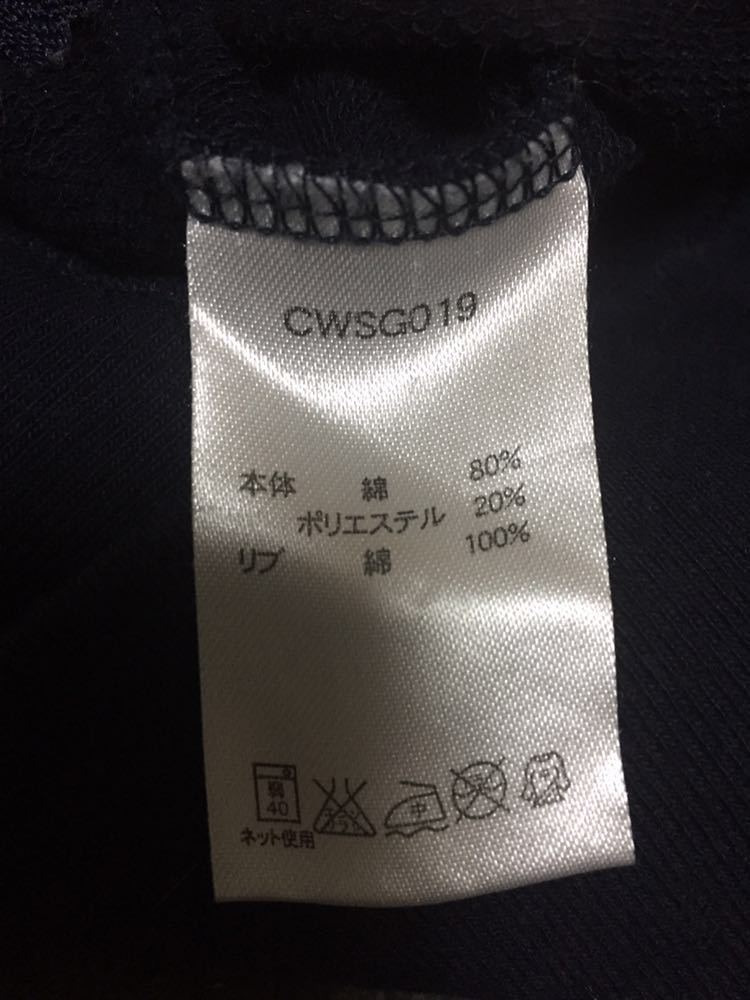 CWSG019
本体 綿 80%
ポリエステル 20%
リブ 綿 100%
弱
40
中
ネット使用